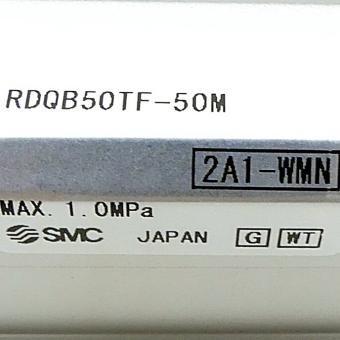 RDQB50TF-50M
2A1-WMN
MAX. 1.0MPa
SMC JAPAN G WT